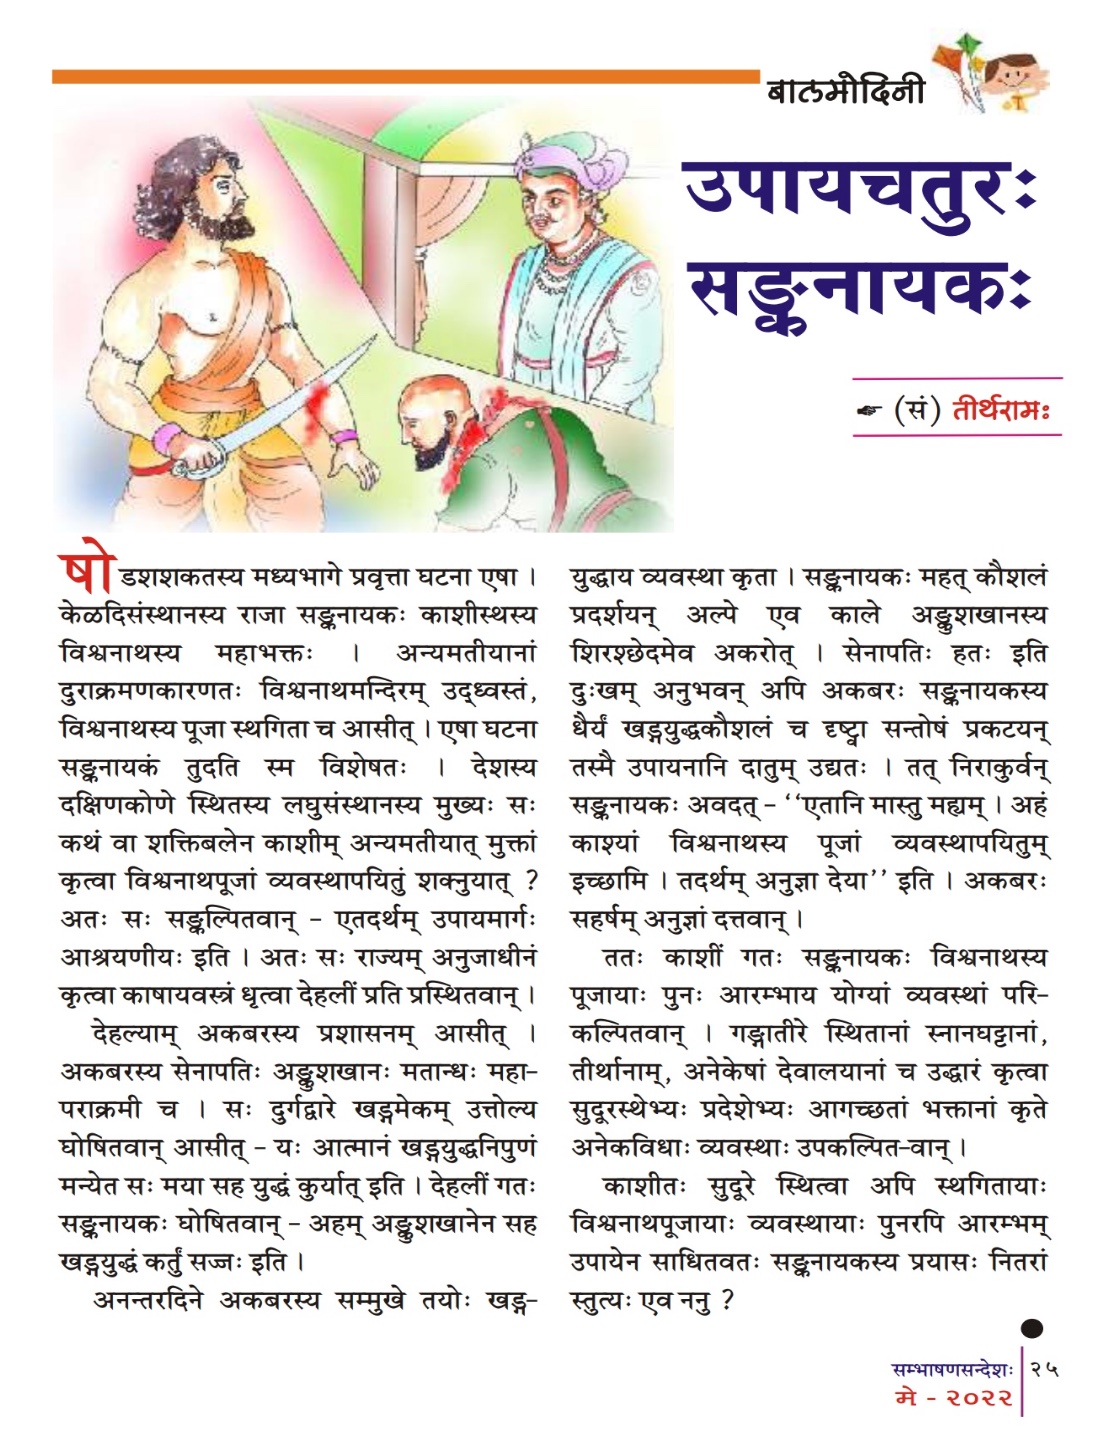 बालमोदिनी
उपायचतुरः
सङ्कनायकः
☛ (सं) तीर्थरामः
षोडशशकतस्य मध्यभागे प्रवृत्ता घटना एषा ।
केळदिसंस्थानस्य राजा सङ्कनायकः काशीस्थस्य
विश्वनाथस्य महाभक्तः । अन्यमतीयानां
दुराक्रमणकारणतः विश्वनाथमन्दिरम् उद्ध्वस्तं,
विश्वनाथस्य पूजा स्थगिता च आसीत् । एषा घटना
सङ्कनायकं तुदति स्म विशेषतः । देशस्य
दक्षिणकोणे स्थितस्य लघुसंस्थानस्य मुख्यः सः
कथं वा शक्तिबलेन काशीम् अन्यमतीयात् मुक्तां
कृत्वा विश्वनाथपूजां व्यवस्थापयितुं शक्नुयात् ?
अतः सः सङ्कल्पितवान् – एतदर्थम् उपायमार्गः
आश्रयणीयः इति । अतः सः राज्यम् अनुजाधीनं
कृत्वा काषायवस्त्रं धृत्वा देहलीं प्रति प्रस्थितवान् ।
देहल्याम् अकबरस्य प्रशासनम् आसीत् ।
अकबरस्य सेनापतिः अङ्कुशखानः मतान्धः महा-
पराक्रमी च । सः दुर्गद्वारे खड्गमेकम् उत्तोल्य
घोषितवान् आसीत् – यः आत्मानं खड्गयुद्धनिपुणं
मन्येत सः मया सह युद्धं कुर्यात् इति । देहलीं गतः
सङ्कनायकः घोषितवान् – अहम् अङ्कुशखानेन सह
खड्गयुद्धं कर्तुं सज्जः इति ।
अनन्तरदिने अकबरस्य सम्मुखे तयोः खड्ग-
युद्धाय व्यवस्था कृता । सङ्कनायकः महत् कौशलं
प्रदर्शयन् अल्पे एव काले अङ्कुशखानस्य
शिरश्छेदमेव अकरोत् । सेनापतिः हतः इति
दुःखम् अनुभवन् अपि अकबरः सङ्कनायकस्य
धैर्यं खड्गयुद्धकौशलं च दृष्ट्वा सन्तोषं प्रकटयन्
तस्मै उपायनानि दातुम् उद्यतः । तत् निराकुर्वन्
सङ्कनायकः अवदत् – ‘‘एतानि मास्तु मह्यम् । अहं
काश्यां विश्वनाथस्य पूजां व्यवस्थापयितुम्
इच्छामि । तदर्थम् अनुज्ञा देया’’ इति । अकबरः
सहर्षम् अनुज्ञां दत्तवान् ।
ततः काशीं गतः सङ्कनायकः विश्वनाथस्य
पूजायाः पुनः आरम्भाय योग्यां व्यवस्थां परि-
कल्पितवान् । गङ्गातीरे स्थितानां स्नानघट्टानां,
तीर्थानाम्, अनेकेषां देवालयानां च उद्धारं कृत्वा
सुदूरस्थेभ्यः प्रदेशेभ्यः आगच्छतां भक्तानां कृते
अनेकविधाः व्यवस्थाः उपकल्पित-वान् ।
काशीतः सुदूरे स्थित्वा अपि स्थगितायाः
विश्वनाथपूजायाः व्यवस्थायाः पुनरपि आरम्भम्
उपायेन साधितवतः सङ्कनायकस्य प्रयासः नितरां
स्तुत्यः एव ननु ?
सम्भाषणसन्देशः २५
मे - २०२२